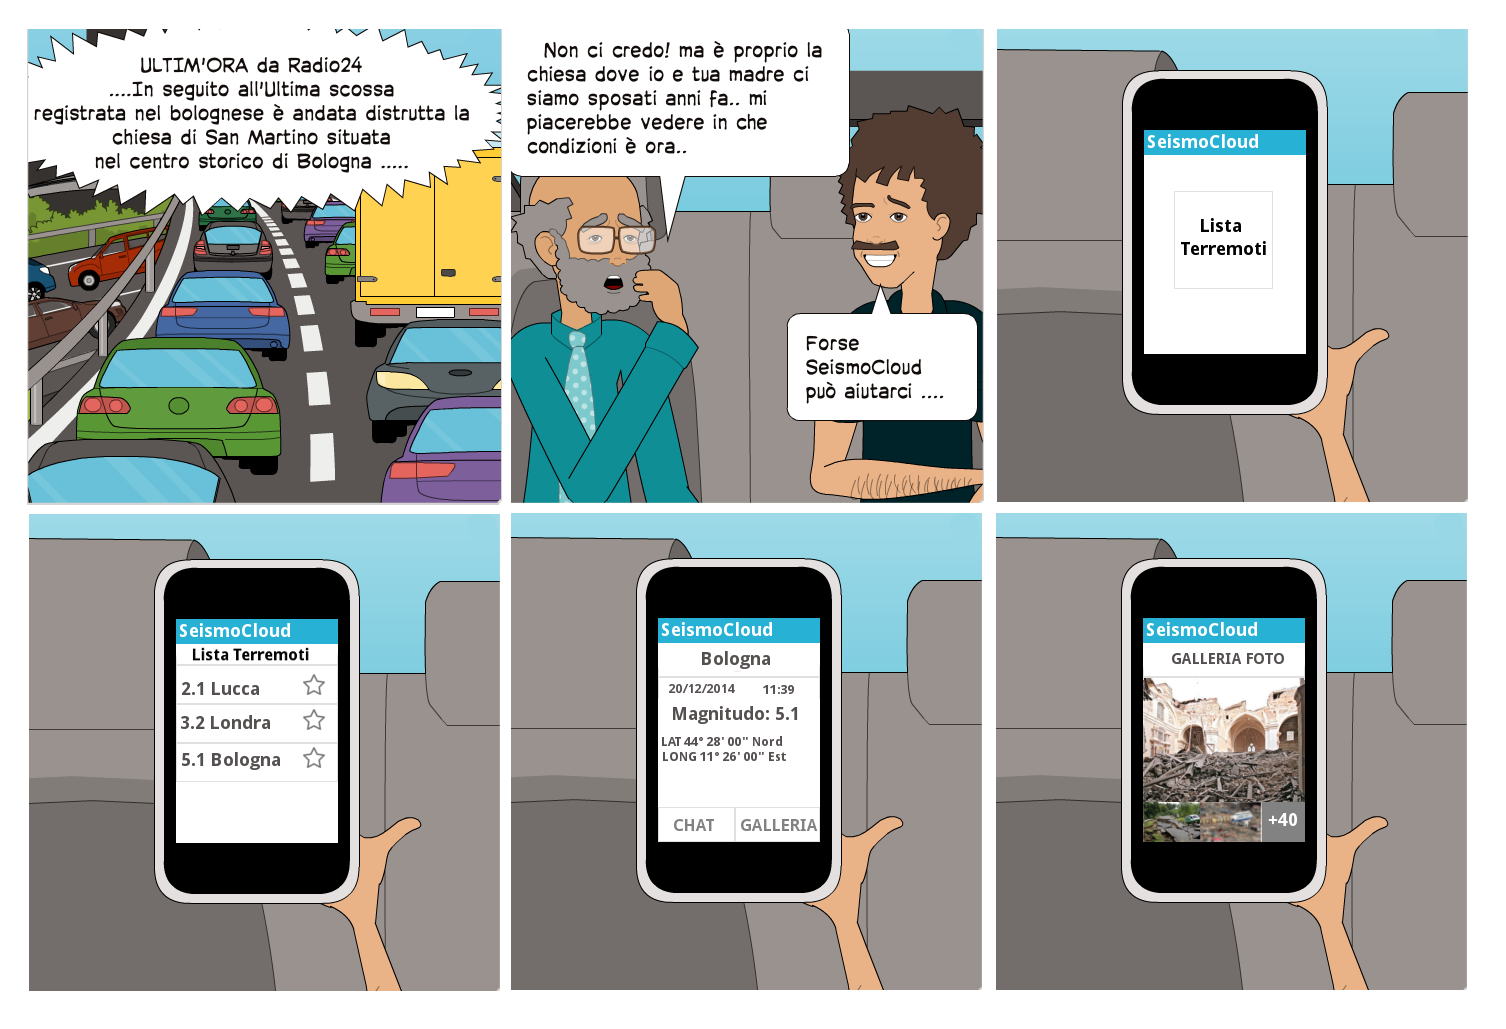 ULTIM'ORA da Radio24
....In seguito all'Ultima scossa
registrata nel bolognese è andata distrutta la
chiesa di San Martino situata
nel centro storico di Bologna .....
Non ci credo! ma è proprio la
chiesa dove io e tua madre ci
siamo sposati anni fa.. mi
piacerebbe vedere in che
condizioni è ora..
Forse
SeismoCloud
può aiutarci ....
SeismoCloud
Lista
Terremoti
SeismoCloud
Lista Terremoti
2.1 Lucca
3.2 Londra
5.1 Bologna
SeismoCloud
Bologna
20/12/2014 11:39
Magnitudo: 5.1
LAT 44° 28' 00'' Nord
LONG 11° 26' 00'' Est
CHAT GALLERIA
SeismoCloud
GALLERIA FOTO
+40